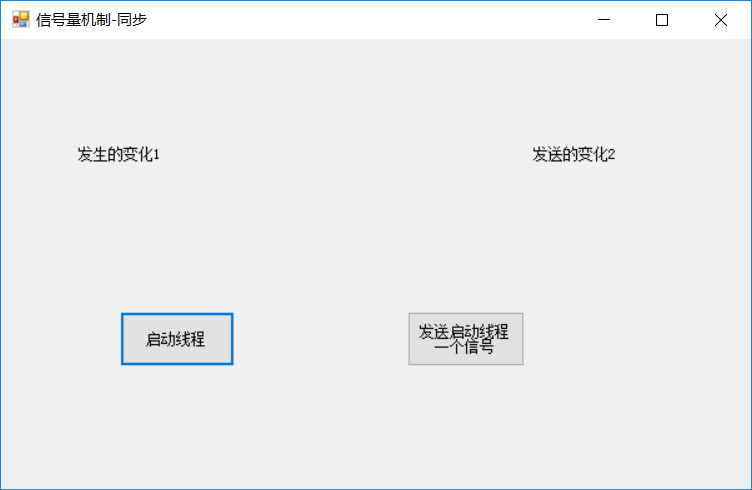 信号量机制-同步
发生的变化1
发送的变化2
启动线程
发送启动线程
一个信号